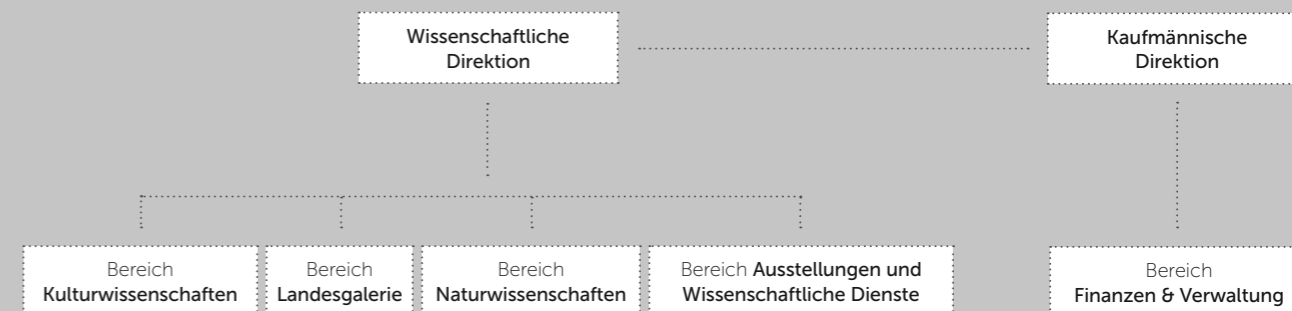 Wissenschaftliche
Direktion
Kaufmännische
Direktion
Bereich
Kulturwissenschaften
Bereich
Landesgalerie
Bereich
Naturwissenschaften
Bereich Ausstellungen und
Wissenschaftliche Dienste
Bereich
Finanzen & Verwaltung